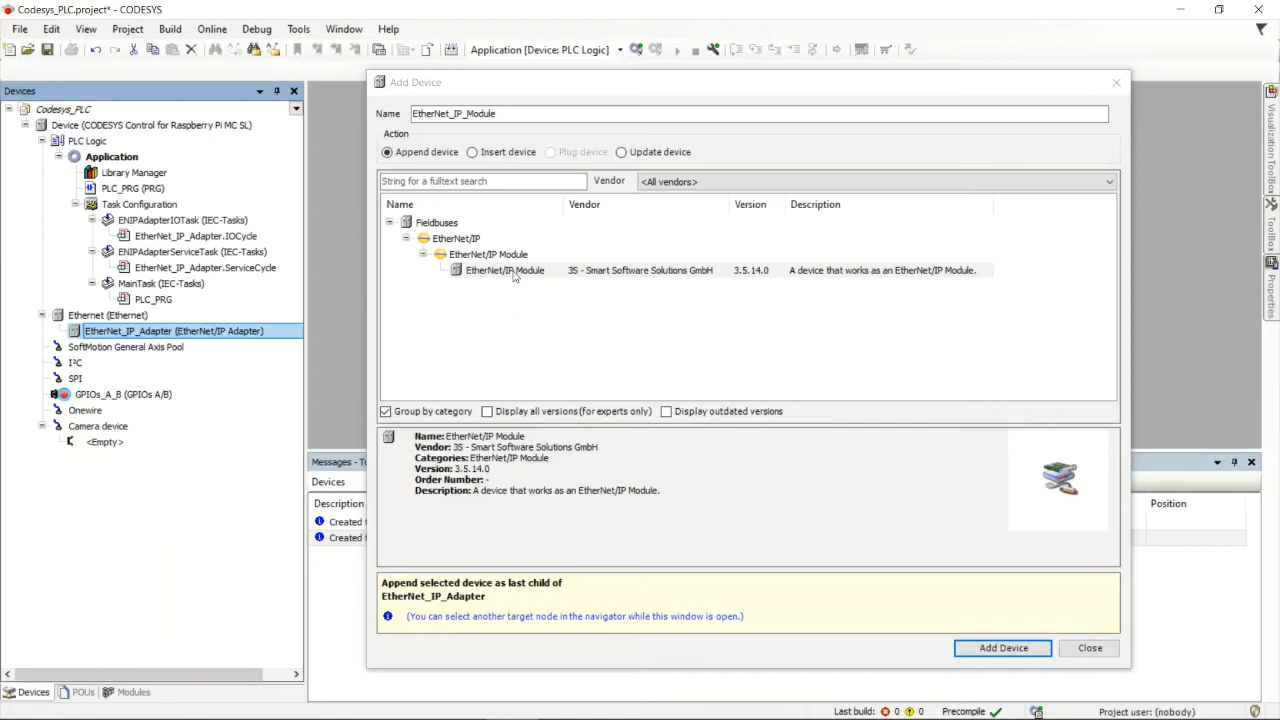 Codesys_PLC.project* - CODESYS
File Edit View Project Build Online Debug Tools Window Help
Application [Device: PLC Logic]
Devices
Codesys_PLC
Device (CODESYS Control for Raspberry Pi MC SL)
PLC Logic
Application
Library Manager
PLC_PRG (PRG)
Task Configuration
ENIPAdapterIOTask (IEC-Tasks)
EtherNet_IP_Adapter.IOCycle
ENIPAdapterServiceTask (IEC-Tasks)
EtherNet_IP_Adapter.ServiceCycle
MainTask (IEC-Tasks)
PLC_PRG
Ethernet (Ethernet)
EtherNet_IP_Adapter (EtherNet/IP Adapter)
SoftMotion General Axis Pool
I²C
SPI
GPIOs_A_B (GPIOs A/B)
Onewire
Camera device
<Empty>
Devices POUs Modules
Add Device
Name EtherNet_IP_Module
Action
Append device Insert device Plug device Update device
String for a fulltext search Vendor <All vendors>
Name Vendor Version Description
Fieldbuses
EtherNet/IP
EtherNet/IP Module
EtherNet/IP Module 3S - Smart Software Solutions GmbH 3.5.14.0 A device that works as an EtherNet/IP Module.
Group by category Display all versions (for experts only) Display outdated versions
Name: EtherNet/IP Module
Vendor: 3S - Smart Software Solutions GmbH
Categories: EtherNet/IP Module
Version: 3.5.14.0
Order Number: -
Description: A device that works as an EtherNet/IP Module.
Append selected device as last child of
EtherNet_IP_Adapter
(You can select another target node in the navigator while this window is open.)
Add Device Close
Messages - To
Devices
Description Position
Created
Created
Visualization ToolBox
ToolBox
Properties
Last build: 0 0 Precompile Project user: (nobody)